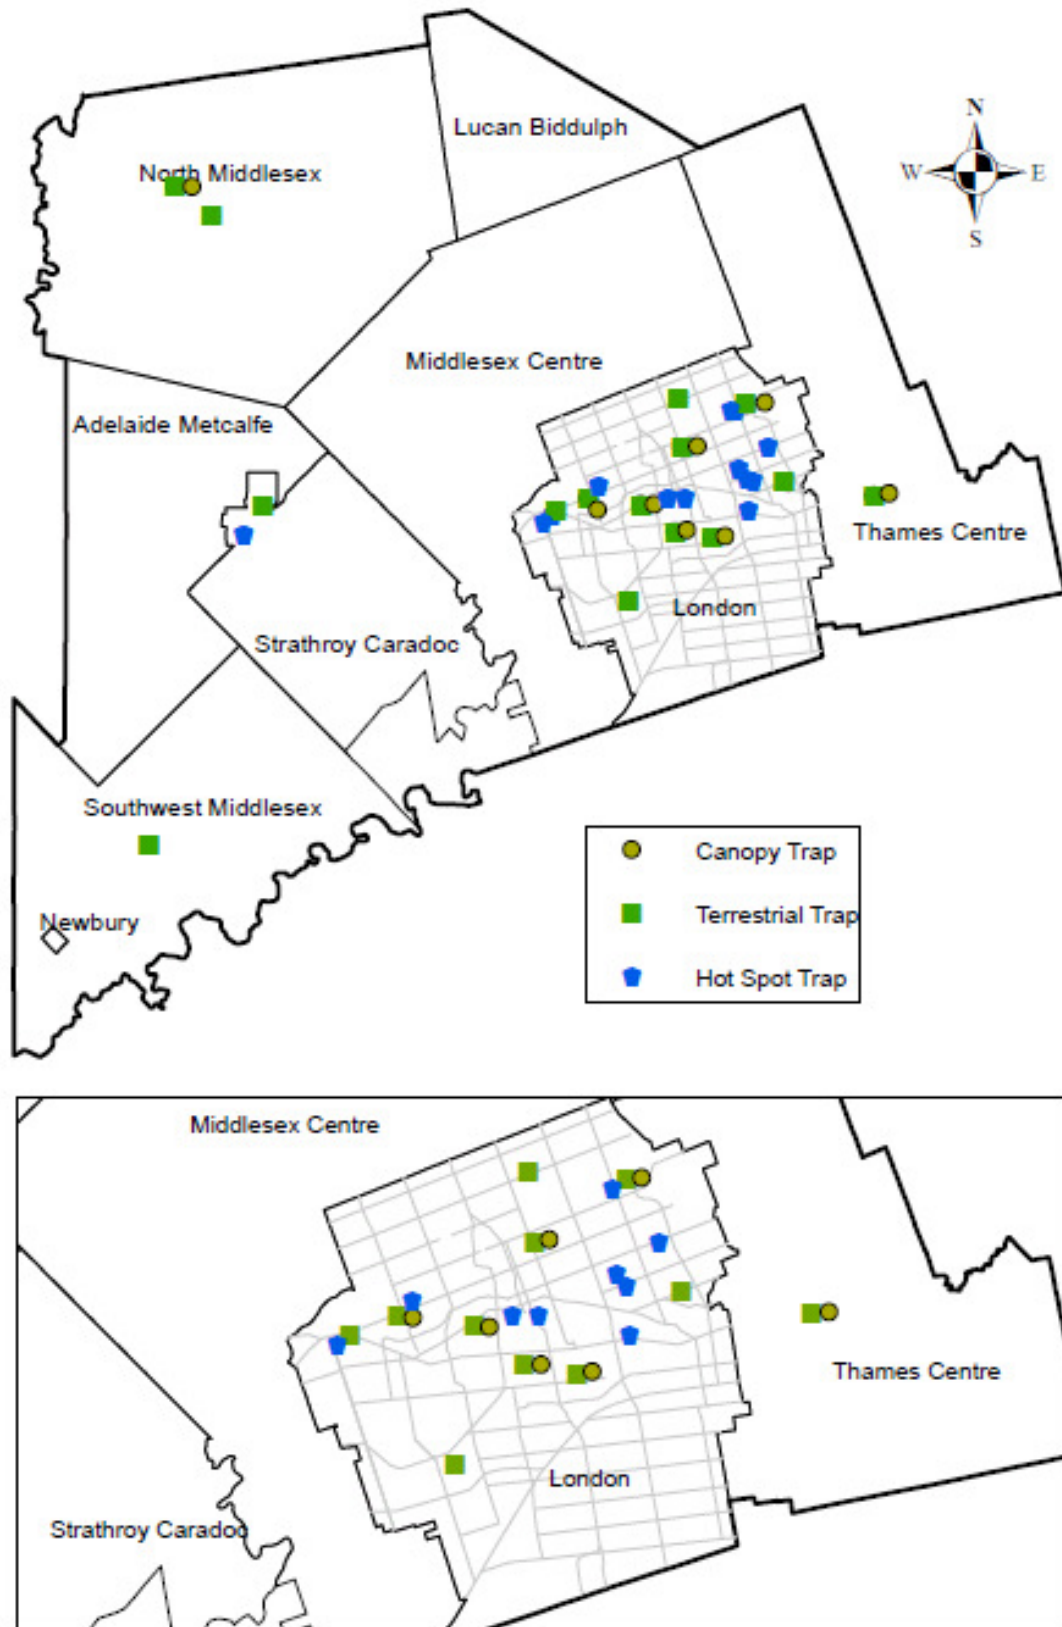 Lucan Biddulph
N
North Middlesex
W
E
S
Middlesex Centre
Adelaide Metcalfe
Thames Centre
London
Strathroy Caradoc
Southwest Middlesex
Canopy Trap
Terrestrial Trap
Newbury
Hot Spot Trap
Middlesex Centre
Thames Centre
London
Strathroy Caradoc